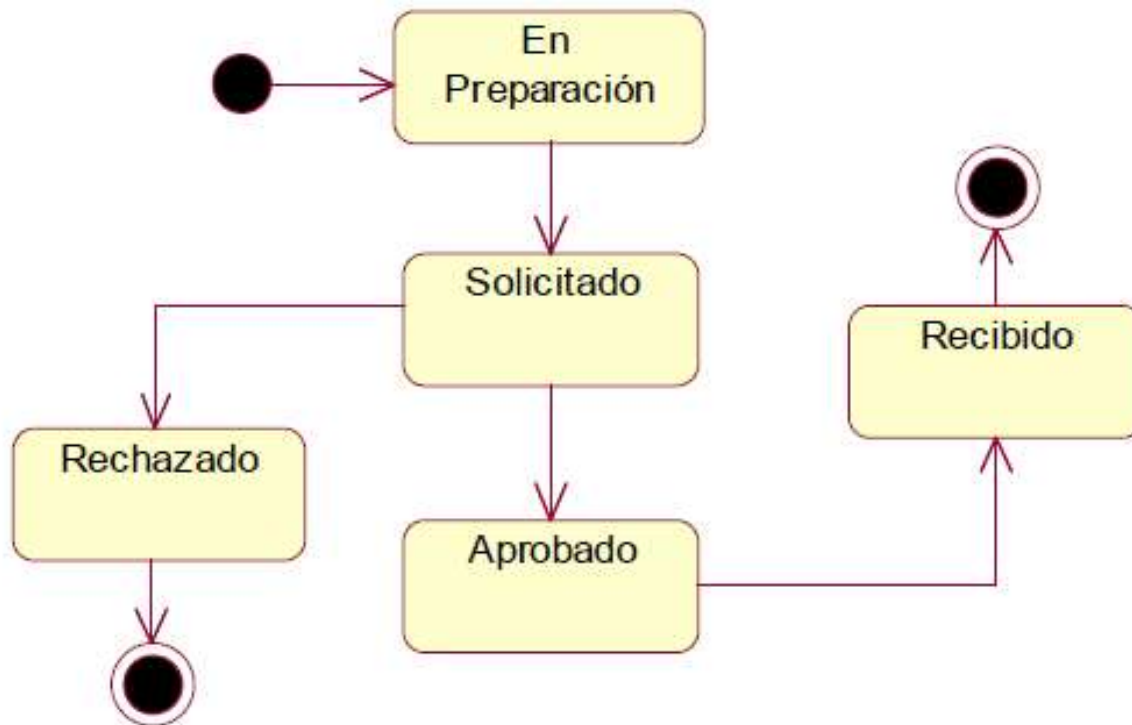 En
Preparación
Solicitado
Recibido
Rechazado
Aprobado